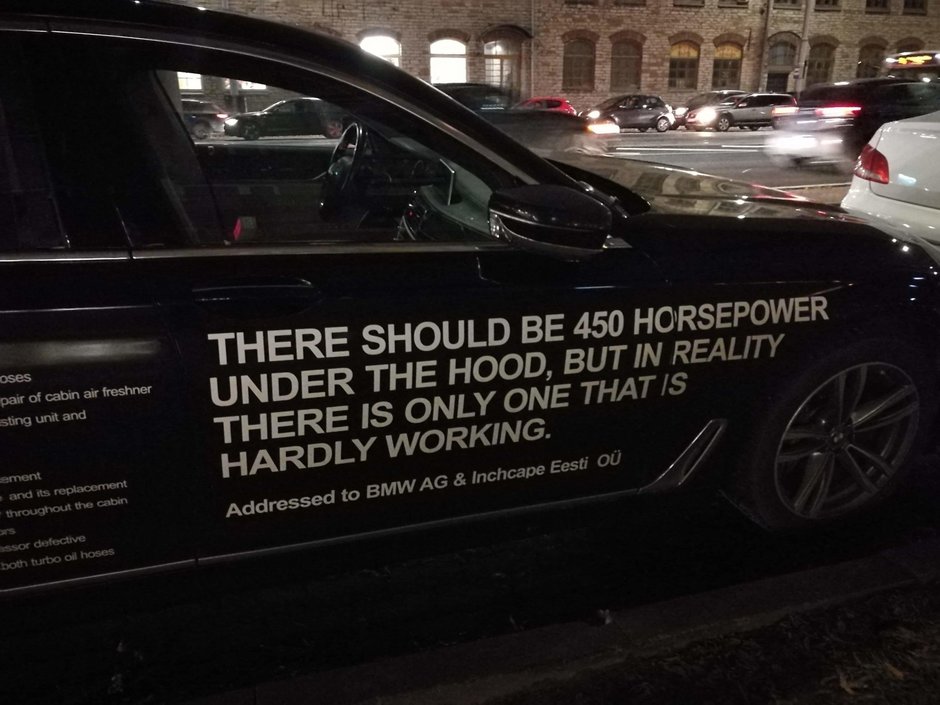 THERE SHOULD BE 450 HORSEPOWER
UNDER THE HOOD, BUT IN REALITY
THERE IS ONLY ONE THAT IS
HARDLY WORKING.
Addressed to BMW AG & Inchcape Eesti OÜ
oses
pair of cabin air freshner
sting unit and
ement
and its replacement
throughout the cabin
ors
essor defective
both turbo oil hoses